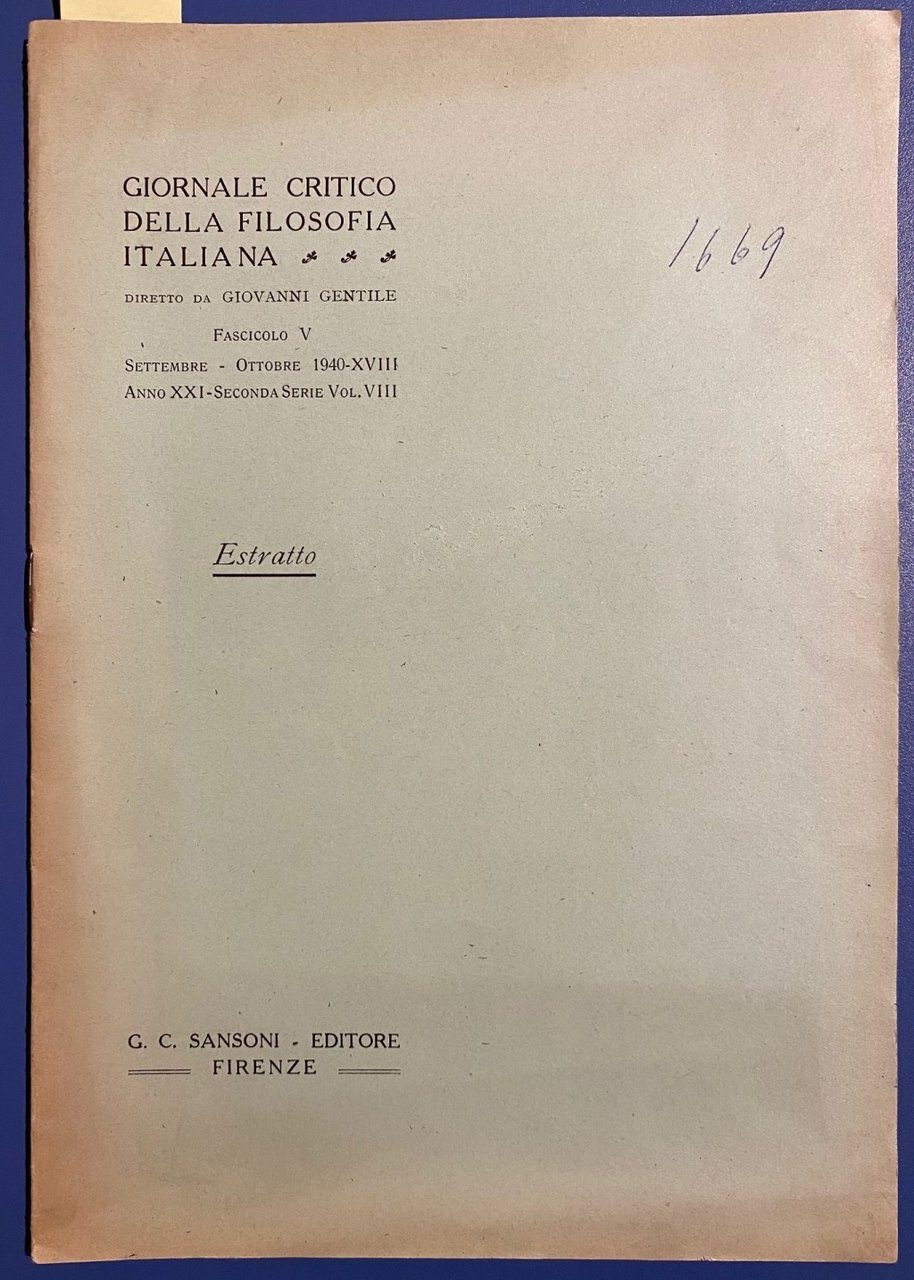 GIORNALE CRITICO
DELLA FILOSOFIA
ITALIANA
DIRETTO DA GIOVANNI GENTILE
FASCICOLO V
SETTEMBRE - OTTOBRE 1940-XVIII
ANNO XXI-SECONDA SERIE VOL. VIII
1669
Estratto
G. C. SANSONI - EDITORE
FIRENZE